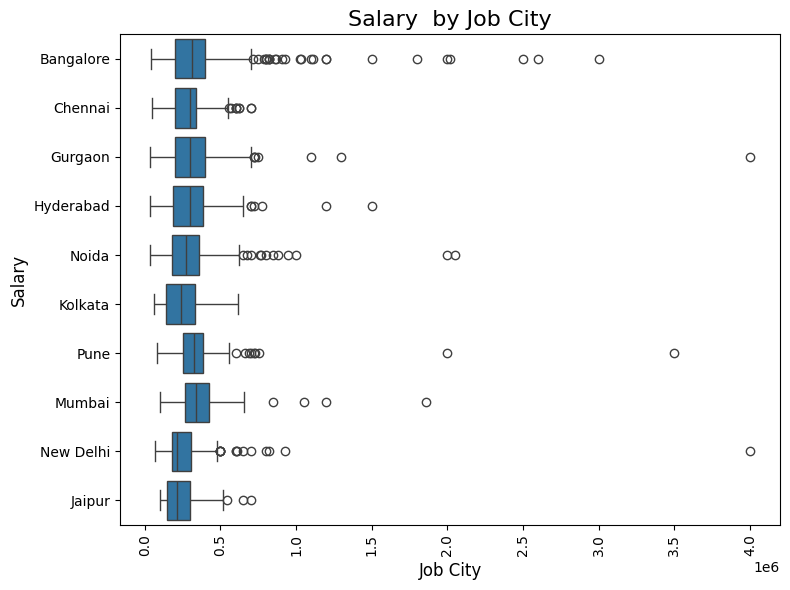 Salary  by Job City
Bangalore
Chennai
Gurgaon
Hyderabad
Noida
Kolkata
Pune
Mumbai
New Delhi
Jaipur
Salary
0.0
0.5
1.0
1.5
2.0
2.5
3.0
3.5
4.0
1e6
Job City